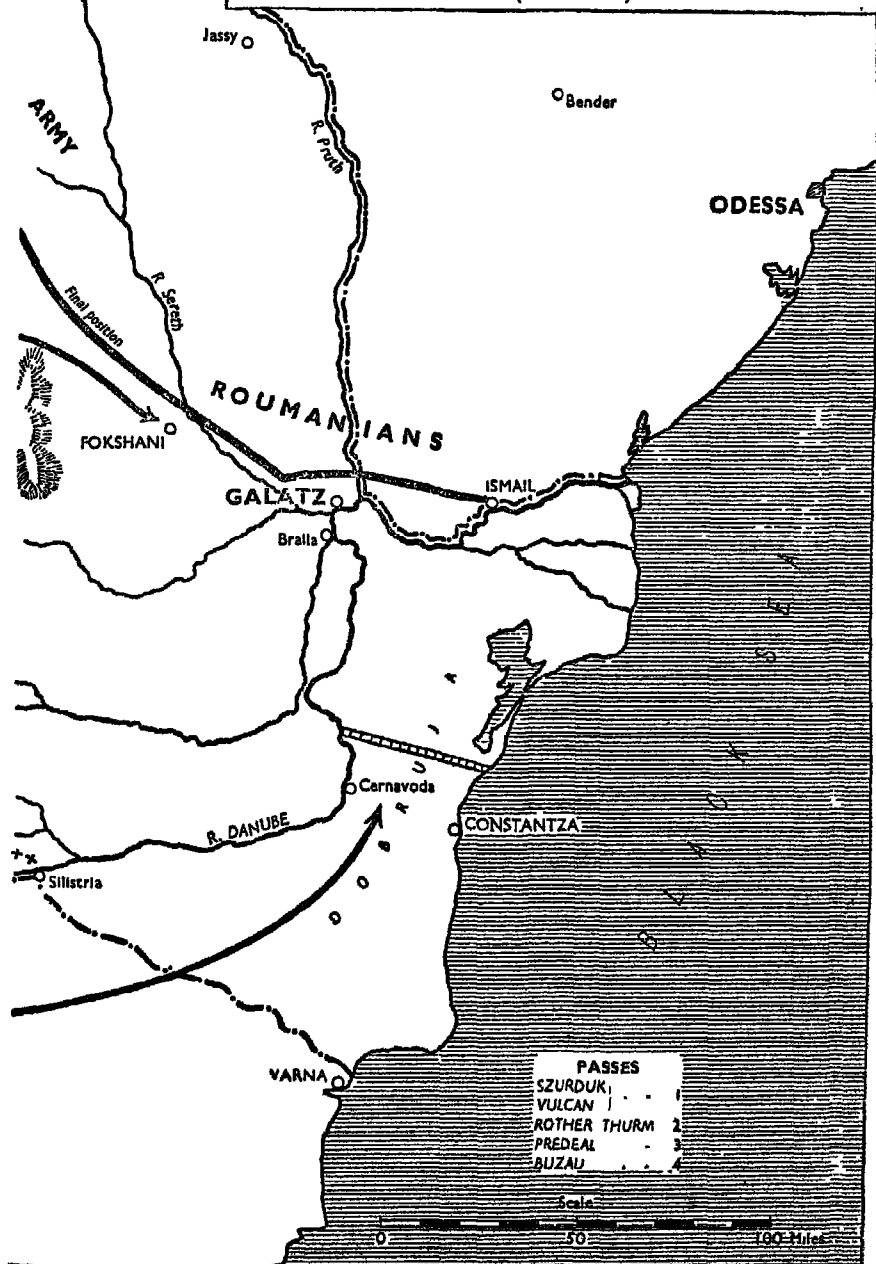 Jassy
Bender
ARMY
R. Pruth
ODESSA
R Sereth
Final position
ROUMANIANS
FOKSHANI
ISMAIL
GALATZ
Braila
BLACK SEA
DOBRUJA
Cernavoda
R. DANUBE
CONSTANTZA
Silistria
VARNA
PASSES
SZURDUK
VULCAN } - - 1
ROTHER THURM 2
PREDEAL - 3
BUZAU . . 4
Scale
0 50 100 Miles